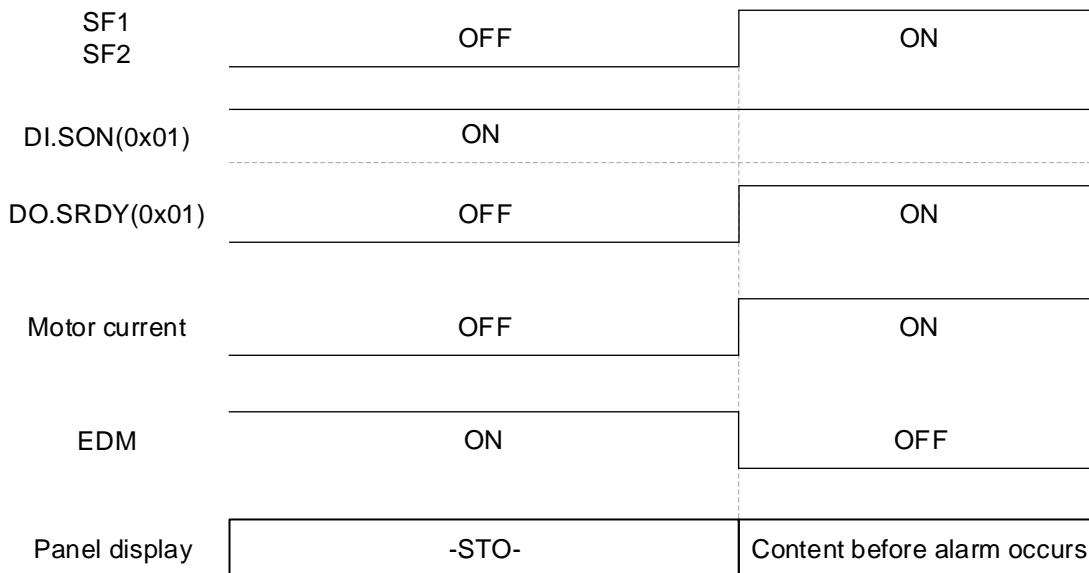 SF1
SF2
OFF
ON
DI.SON(0x01)
ON
DO.SRDY(0x01)
OFF
ON
Motor current
OFF
ON
EDM
ON
OFF
Panel display
-STO-
Content before alarm occurs